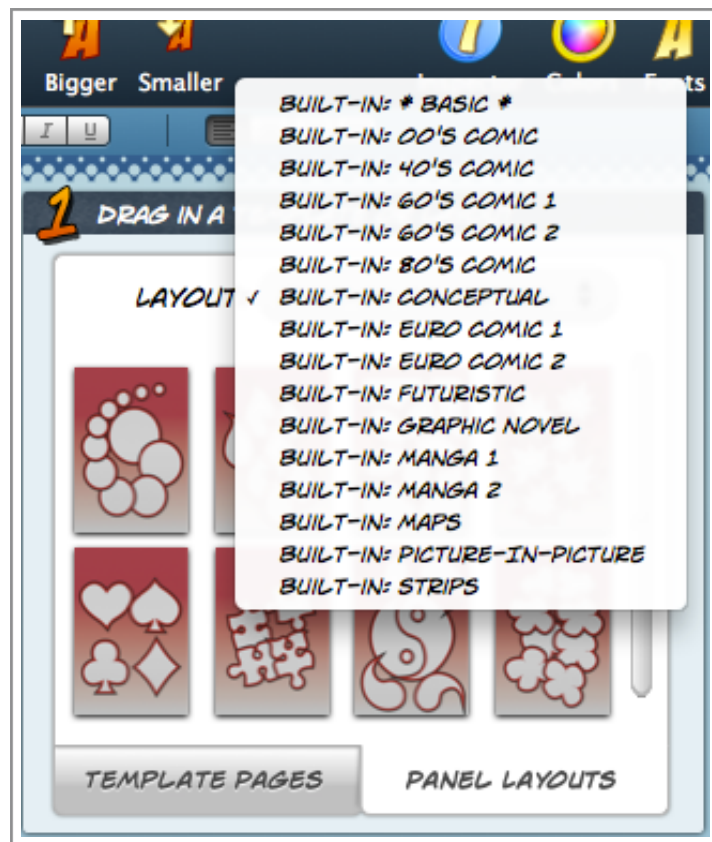 Bigger Smaller
I U
1 DRAG IN A
LAYOUT
BUILT-IN: * BASIC *
BUILT-IN: 00'S COMIC
BUILT-IN: 40'S COMIC
BUILT-IN: 60'S COMIC 1
BUILT-IN: 60'S COMIC 2
BUILT-IN: 80'S COMIC
✓ BUILT-IN: CONCEPTUAL
BUILT-IN: EURO COMIC 1
BUILT-IN: EURO COMIC 2
BUILT-IN: FUTURISTIC
BUILT-IN: GRAPHIC NOVEL
BUILT-IN: MANGA 1
BUILT-IN: MANGA 2
BUILT-IN: MAPS
BUILT-IN: PICTURE-IN-PICTURE
BUILT-IN: STRIPS
TEMPLATE PAGES PANEL LAYOUTS